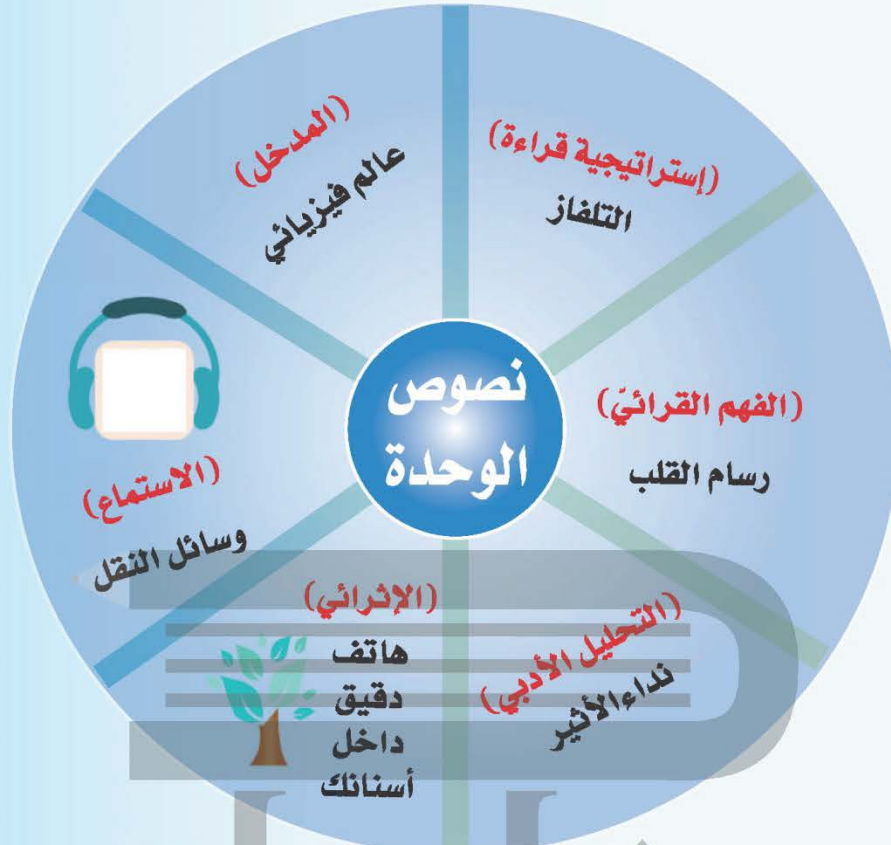 (المدخل)
عالم فيزيائي
(إستراتيجية قراءة)
التلفاز
نصوص
الوحدة
(الفهم القرائيّ)
رسام القلب
(الاستماع)
وسائل النقل
(الإثرائي)
هاتف
دقيق
داخل
أسنانك
(التحليل الأدبي)
نداء الأثير